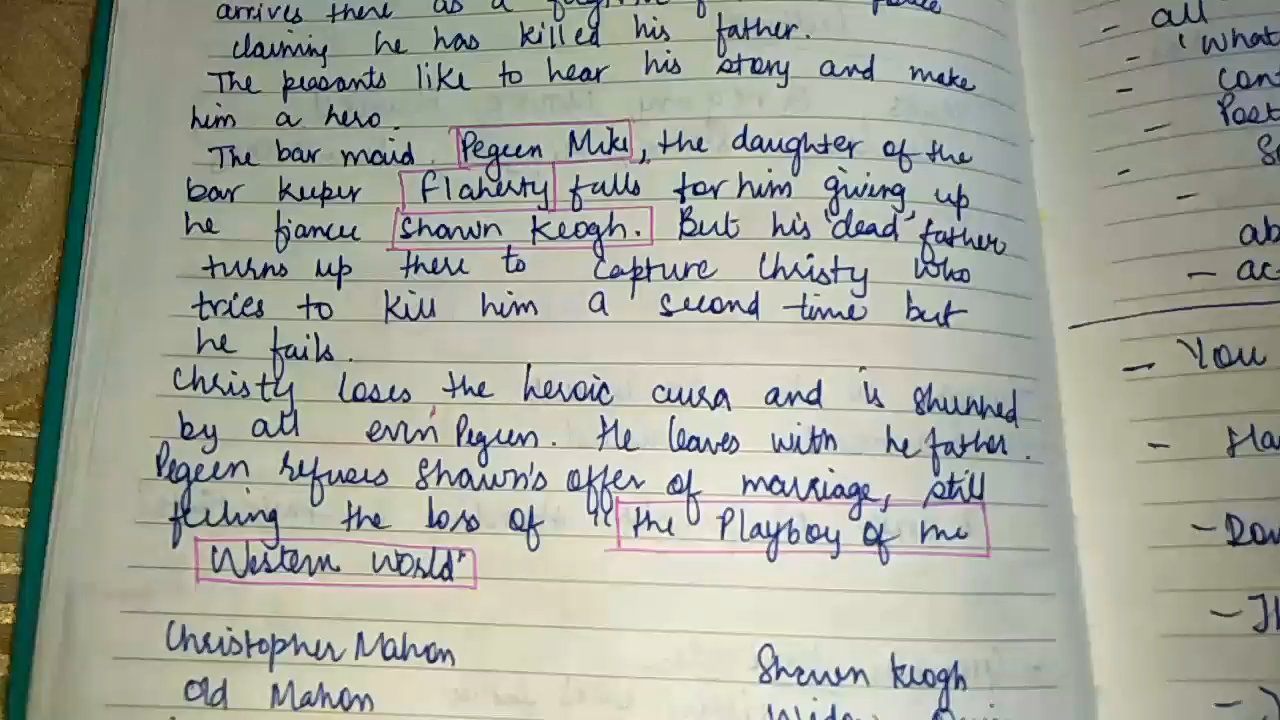 arrives there as a
claiming he has killed his father.
The peasants like to hear his story and make
him a hero.
The bar maid Pegeen Mike, the daughter of the
bar keeper Flaherty falls for him giving up
he fiance Shawn Keogh. But his 'dead' father
turns up there to capture Christy who
tries to kill him a second time but
he fails.
Christy loses the heroic aura and is shunned
by all even Pegeen. He leaves with he father.
Pegeen refuses Shawn's offer of marriage, still
feeling the loss of "the Playboy of the
Western World"
Christopher Mahon
Old Mahon
Shawn Keogh
- all
'What
-
-
-
-
- ac
- You
-
-
-